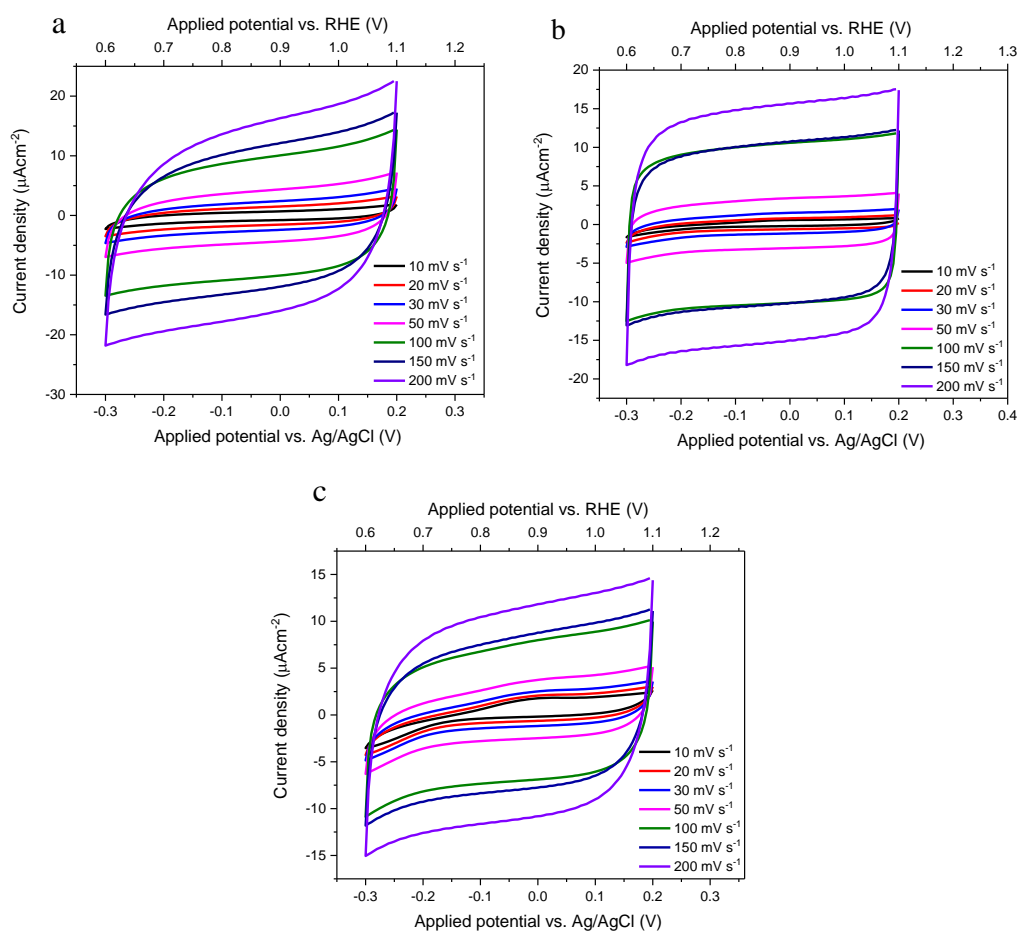 a
Applied potential vs. RHE (V)
0.6 0.7 0.8 0.9 1.0 1.1 1.2
20
10
0
-10
-20
-30
Current density (µAcm⁻²)
10 mV s⁻¹
20 mV s⁻¹
30 mV s⁻¹
50 mV s⁻¹
100 mV s⁻¹
150 mV s⁻¹
200 mV s⁻¹
-0.3 -0.2 -0.1 0.0 0.1 0.2 0.3
Applied potential vs. Ag/AgCl (V)
b
Applied potential vs. RHE (V)
0.6 0.7 0.8 0.9 1.0 1.1 1.2 1.3
20
15
10
5
0
-5
-10
-15
-20
Current density (µAcm⁻²)
10 mV s⁻¹
20 mV s⁻¹
30 mV s⁻¹
50 mV s⁻¹
100 mV s⁻¹
150 mV s⁻¹
200 mV s⁻¹
-0.3 -0.2 -0.1 0.0 0.1 0.2 0.3 0.4
Applied potential vs. Ag/AgCl (V)
c
Applied potential vs. RHE (V)
0.6 0.7 0.8 0.9 1.0 1.1 1.2
15
10
5
0
-5
-10
-15
Current density (µAcm⁻²)
10 mV s⁻¹
20 mV s⁻¹
30 mV s⁻¹
50 mV s⁻¹
100 mV s⁻¹
150 mV s⁻¹
200 mV s⁻¹
-0.3 -0.2 -0.1 0.0 0.1 0.2 0.3
Applied potential vs. Ag/AgCl (V)